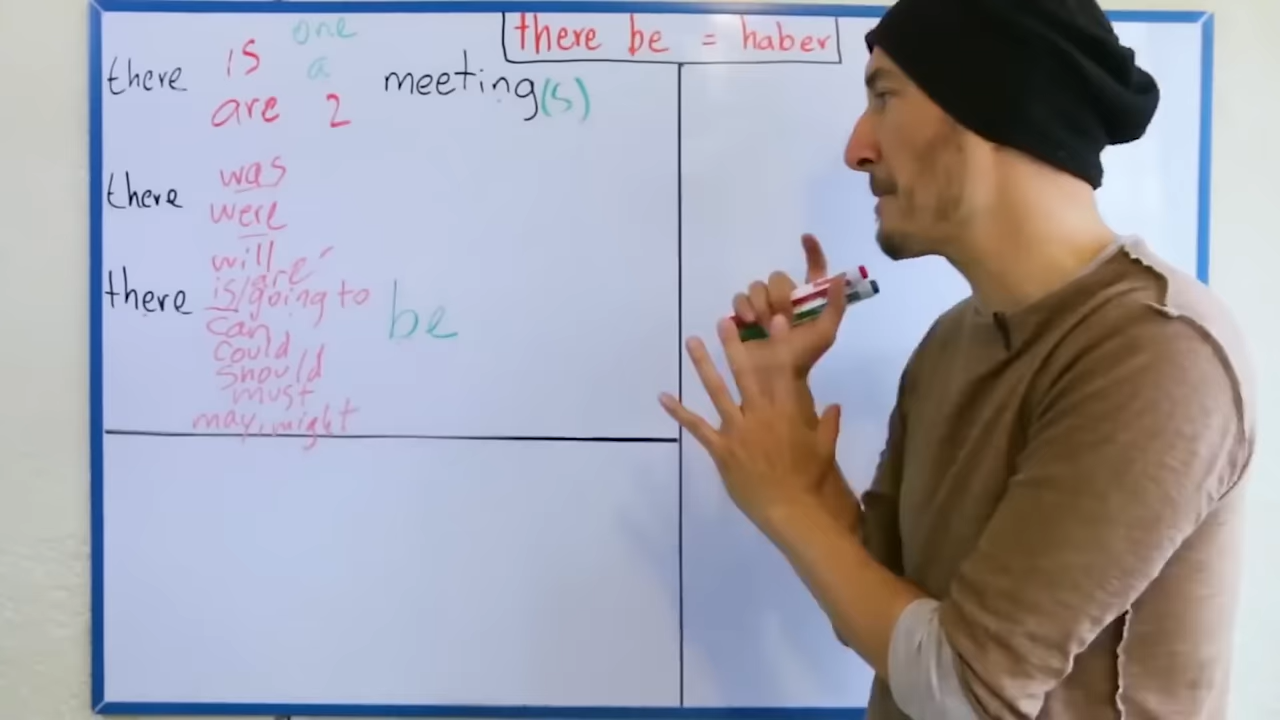 there be = haber
one
there is a meeting(s)
are 2
there was
were
will
are
there is/going to be
can
could
should
must
may, might